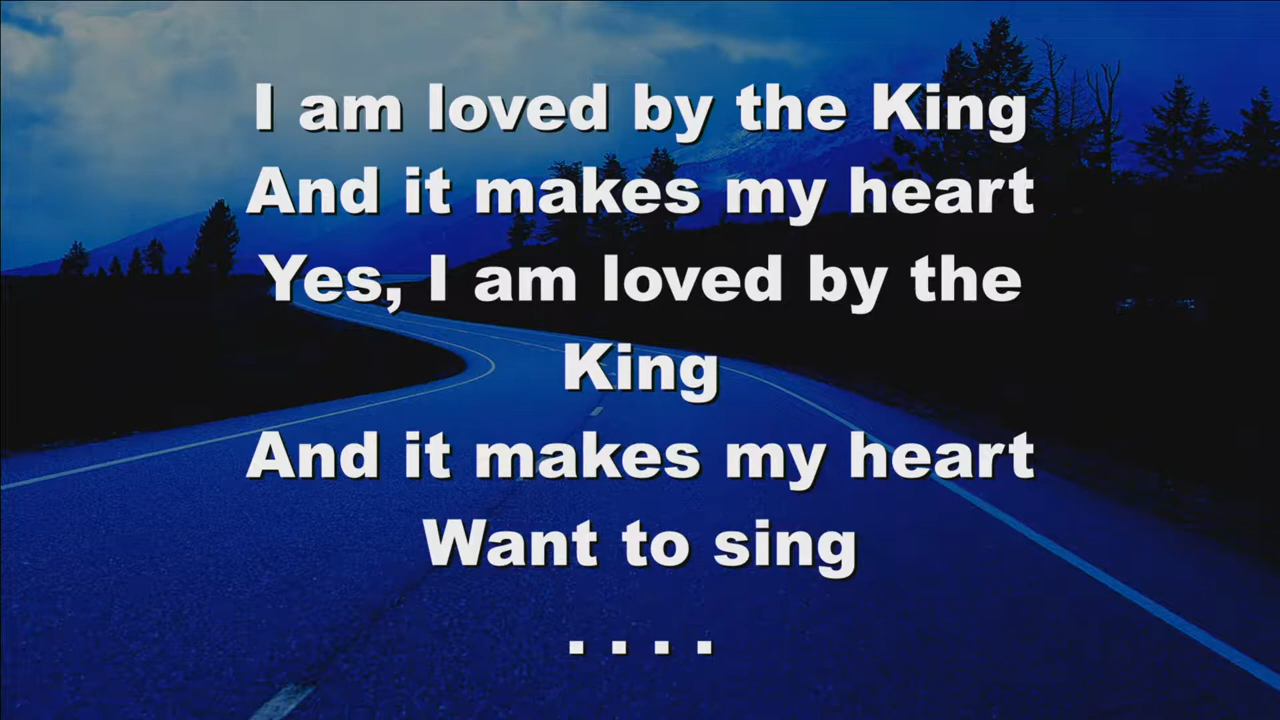 I am loved by the King
And it makes my heart
Yes, I am loved by the
King
And it makes my heart
Want to sing
. . . .